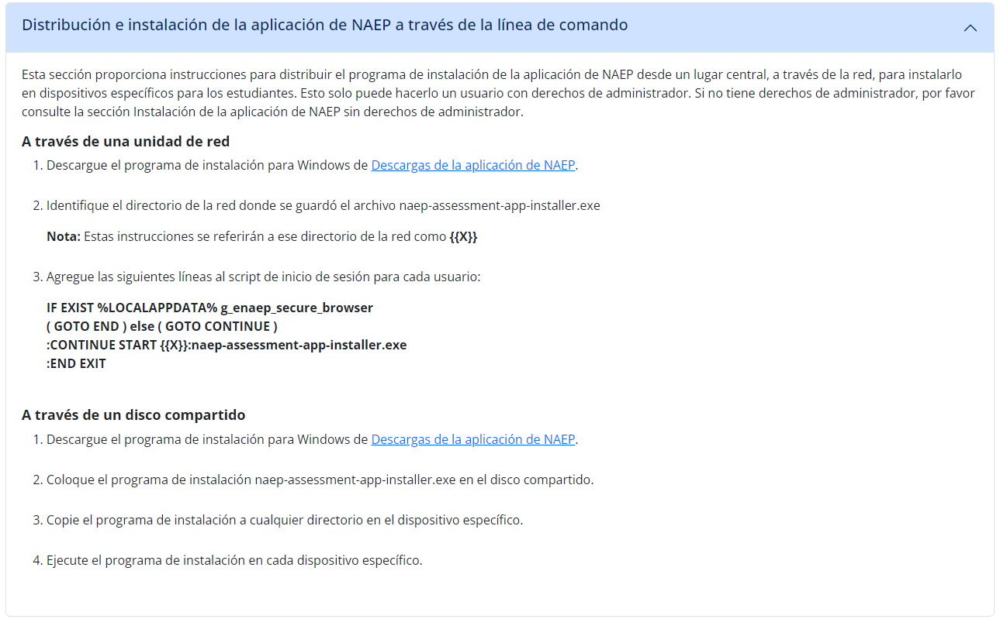 Distribución e instalación de la aplicación de NAEP a través de la línea de comando
Esta sección proporciona instrucciones para distribuir el programa de instalación de la aplicación de NAEP desde un lugar central, a través de la red, para instalarlo
en dispositivos específicos para los estudiantes. Esto solo puede hacerlo un usuario con derechos de administrador. Si no tiene derechos de administrador, por favor
consulte la sección Instalación de la aplicación de NAEP sin derechos de administrador.
A través de una unidad de red
1. Descargue el programa de instalación para Windows de Descargas de la aplicación de NAEP.
2. Identifique el directorio de la red donde se guardó el archivo naep-assessment-app-installer.exe
Nota: Estas instrucciones se referirán a ese directorio de la red como {{X}}
3. Agregue las siguientes líneas al script de inicio de sesión para cada usuario:
IF EXIST %LOCALAPPDATA% g_enaep_secure_browser
( GOTO END ) else ( GOTO CONTINUE )
:CONTINUE START {{X}}:naep-assessment-app-installer.exe
:END EXIT
A través de un disco compartido
1. Descargue el programa de instalación para Windows de Descargas de la aplicación de NAEP.
2. Coloque el programa de instalación naep-assessment-app-installer.exe en el disco compartido.
3. Copie el programa de instalación a cualquier directorio en el dispositivo específico.
4. Ejecute el programa de instalación en cada dispositivo específico.